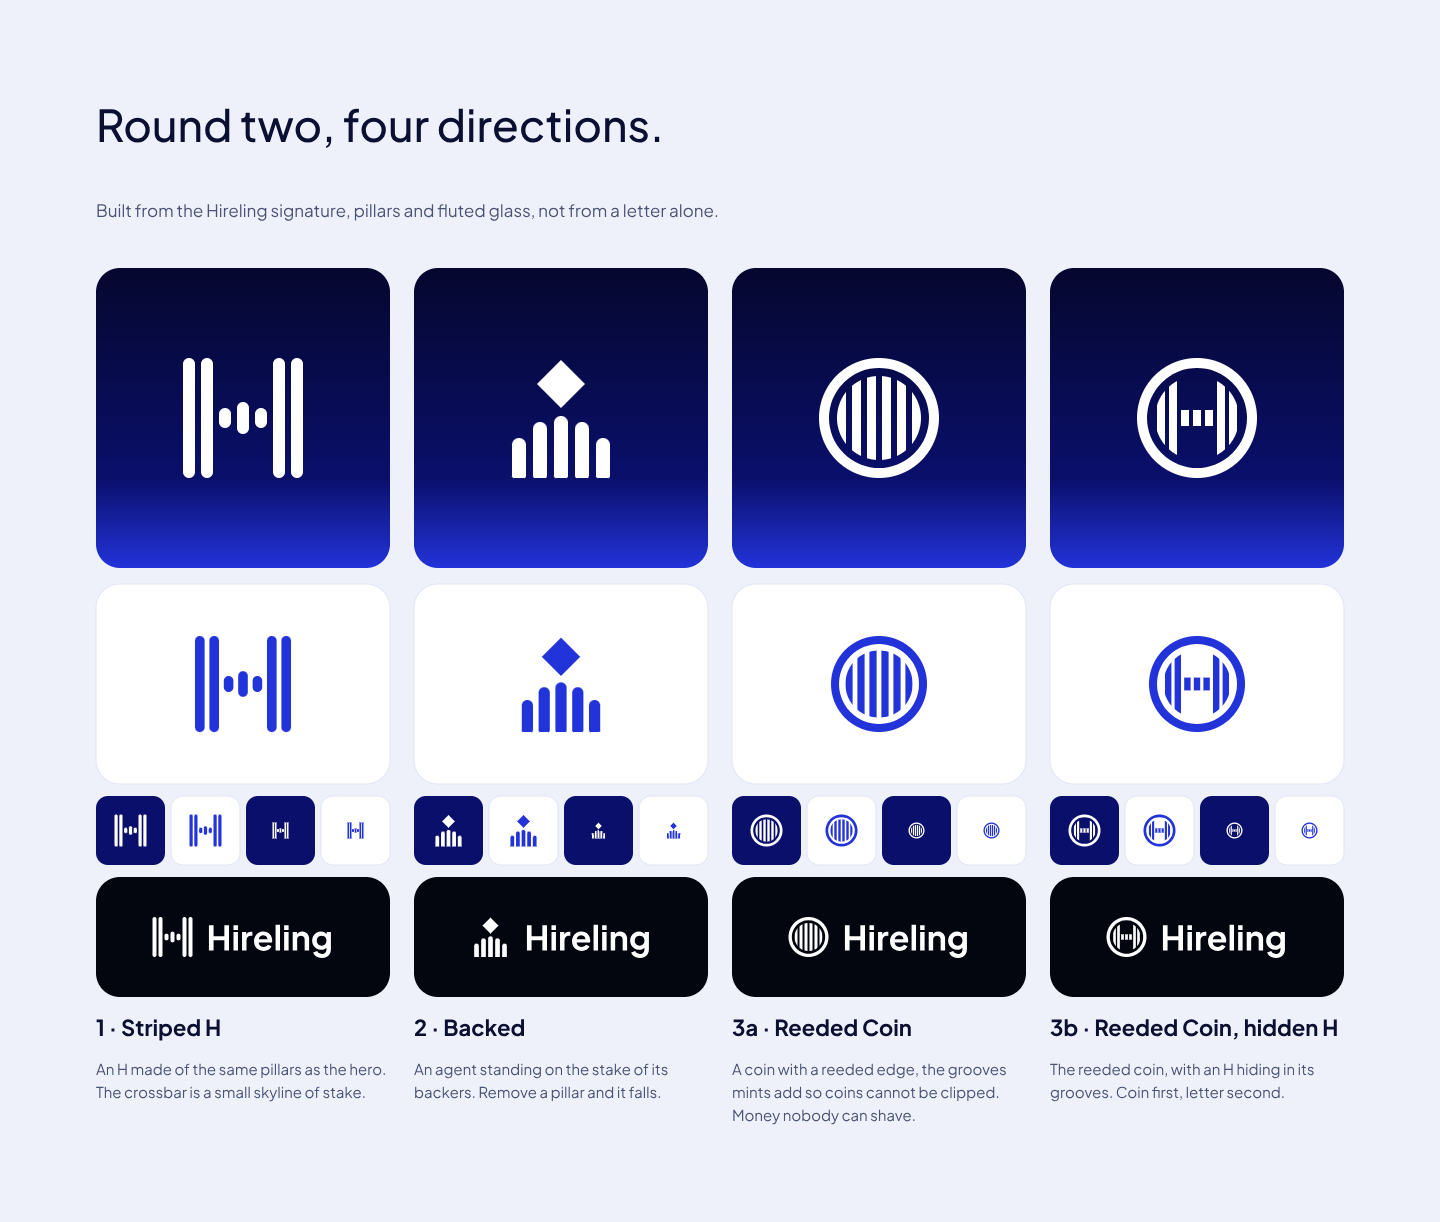 Round two, four directions.
Built from the Hireling signature, pillars and fluted glass, not from a letter alone.
Hireling
Hireling
Hireling
Hireling
1 · Striped H
An H made of the same pillars as the hero.
The crossbar is a small skyline of stake.
2 · Backed
An agent standing on the stake of its
backers. Remove a pillar and it falls.
3a · Reeded Coin
A coin with a reeded edge, the grooves
mints add so coins cannot be clipped.
Money nobody can shave.
3b · Reeded Coin, hidden H
The reeded coin, with an H hiding in its
grooves. Coin first, letter second.